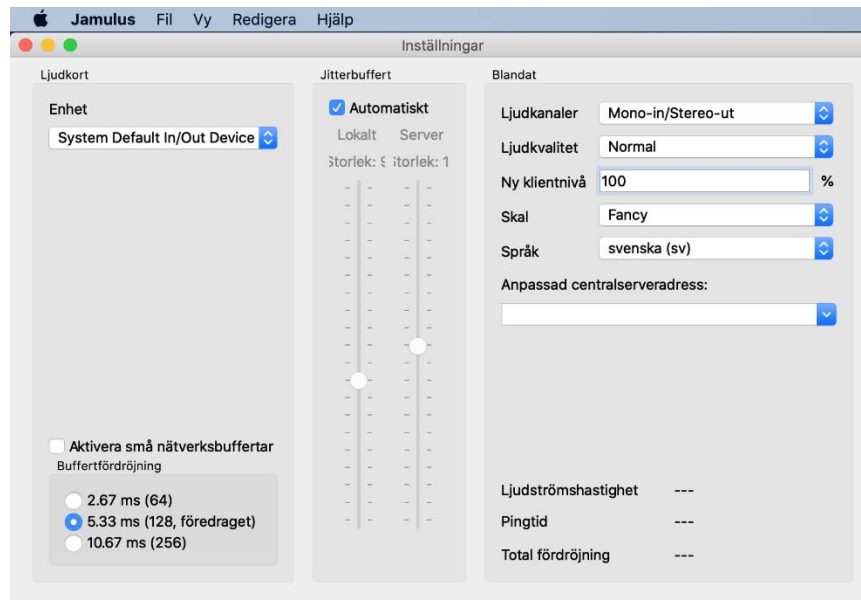 Jamulus Fil Vy Redigera Hjälp
Inställningar
Ljudkort
Enhet
System Default In/Out Device
Aktivera små nätverksbuffertar
Buffertfördröjning
2.67 ms (64)
5.33 ms (128, föredraget)
10.67 ms (256)
Jitterbuffert
Automatiskt
Lokalt Server
Storlek: 1
Blandat
Ljudkanaler Mono-in/Stereo-ut
Ljudkvalitet Normal
Ny klientnivå 100 %
Skal Fancy
Språk svenska (sv)
Anpassad centralserveradress:
Ljudströmshastighet ---
Pingtid ---
Total fördröjning ---